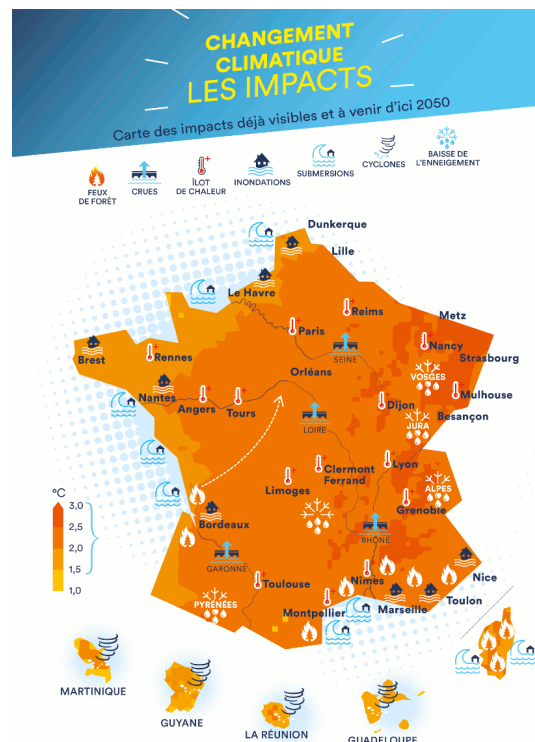 CHANGEMENT
CLIMATIQUE
LES IMPACTS
Carte des impacts déjà visibles et à venir d'ici 2050
FEUX
DE FORÊT
CRUES
ÎLOT
DE CHALEUR
INONDATIONS
SUBMERSIONS
CYCLONES
BAISSE DE
L'ENNEIGEMENT
Dunkerque
Lille
Le Havre
Reims
Metz
Paris
Nancy
SEINE
Strasbourg
Brest
Rennes
VOSGES
Orléans
Mulhouse
Nantes
Angers
Tours
Dijon
Besançon
LOIRE
JURA
Clermont
Ferrand
Lyon
Limoges
ALPES
Grenoble
°C
3,0
2,5
2,0
1,5
1,0
Bordeaux
RHÔNE
GARONNE
Nice
Toulouse
Nîmes
PYRÉNÉES
Montpellier
Marseille
Toulon
MARTINIQUE
GUYANE
LA RÉUNION
GUADELOUPE